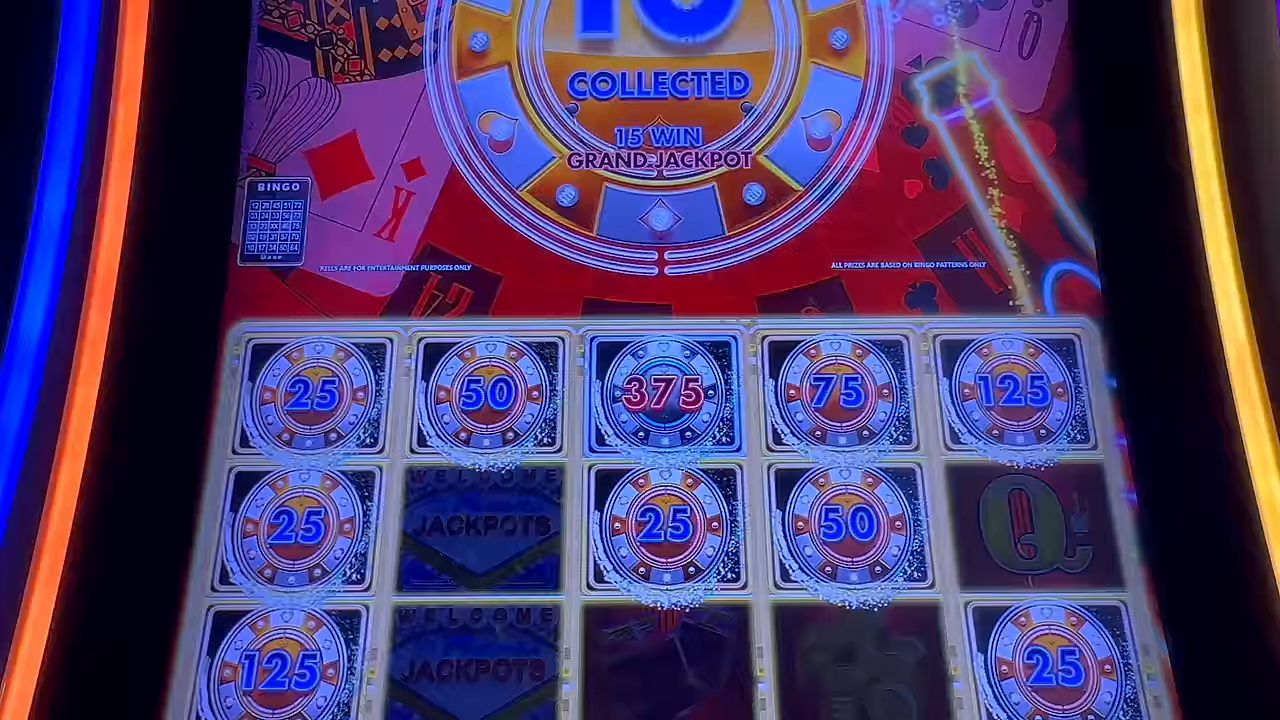 COLLECTED
15 WIN
GRAND JACKPOT
K
BINGO
REELS ARE FOR ENTERTAINMENT PURPOSES ONLY
ALL PRIZES ARE BASED ON BINGO PATTERNS ONLY
25 50 375 75 125
25
WELCOME
JACKPOTS
25 50
Q
125
WELCOME
JACKPOTS
25